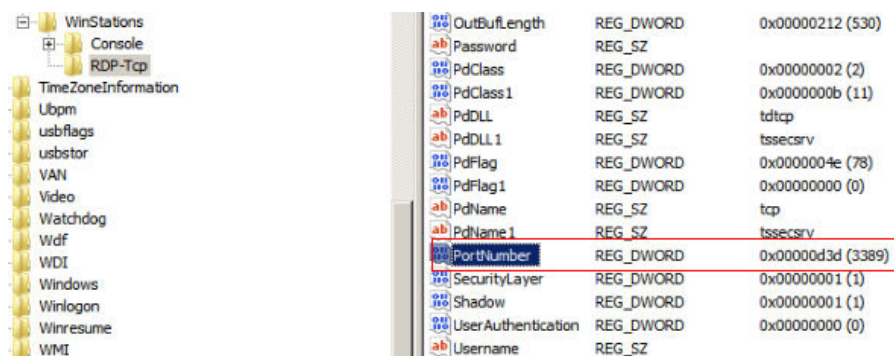 WinStations
Console
RDP-Tcp
TimeZoneInformation
Ubpm
usbflags
usbstor
VAN
Video
Watchdog
Wdf
WDI
Windows
Winlogon
Winresume
WMI
OutBufLength REG_DWORD 0x00000212 (530)
Password REG_SZ
PdClass REG_DWORD 0x00000002 (2)
PdClass1 REG_DWORD 0x0000000b (11)
PdDLL REG_SZ tdtcp
PdDLL1 REG_SZ tssecsrv
PdFlag REG_DWORD 0x0000004e (78)
PdFlag1 REG_DWORD 0x00000000 (0)
PdName REG_SZ tcp
PdName1 REG_SZ tssecsrv
PortNumber REG_DWORD 0x00000d3d (3389)
SecurityLayer REG_DWORD 0x00000001 (1)
Shadow REG_DWORD 0x00000001 (1)
UserAuthentication REG_DWORD 0x00000000 (0)
Username REG_SZ